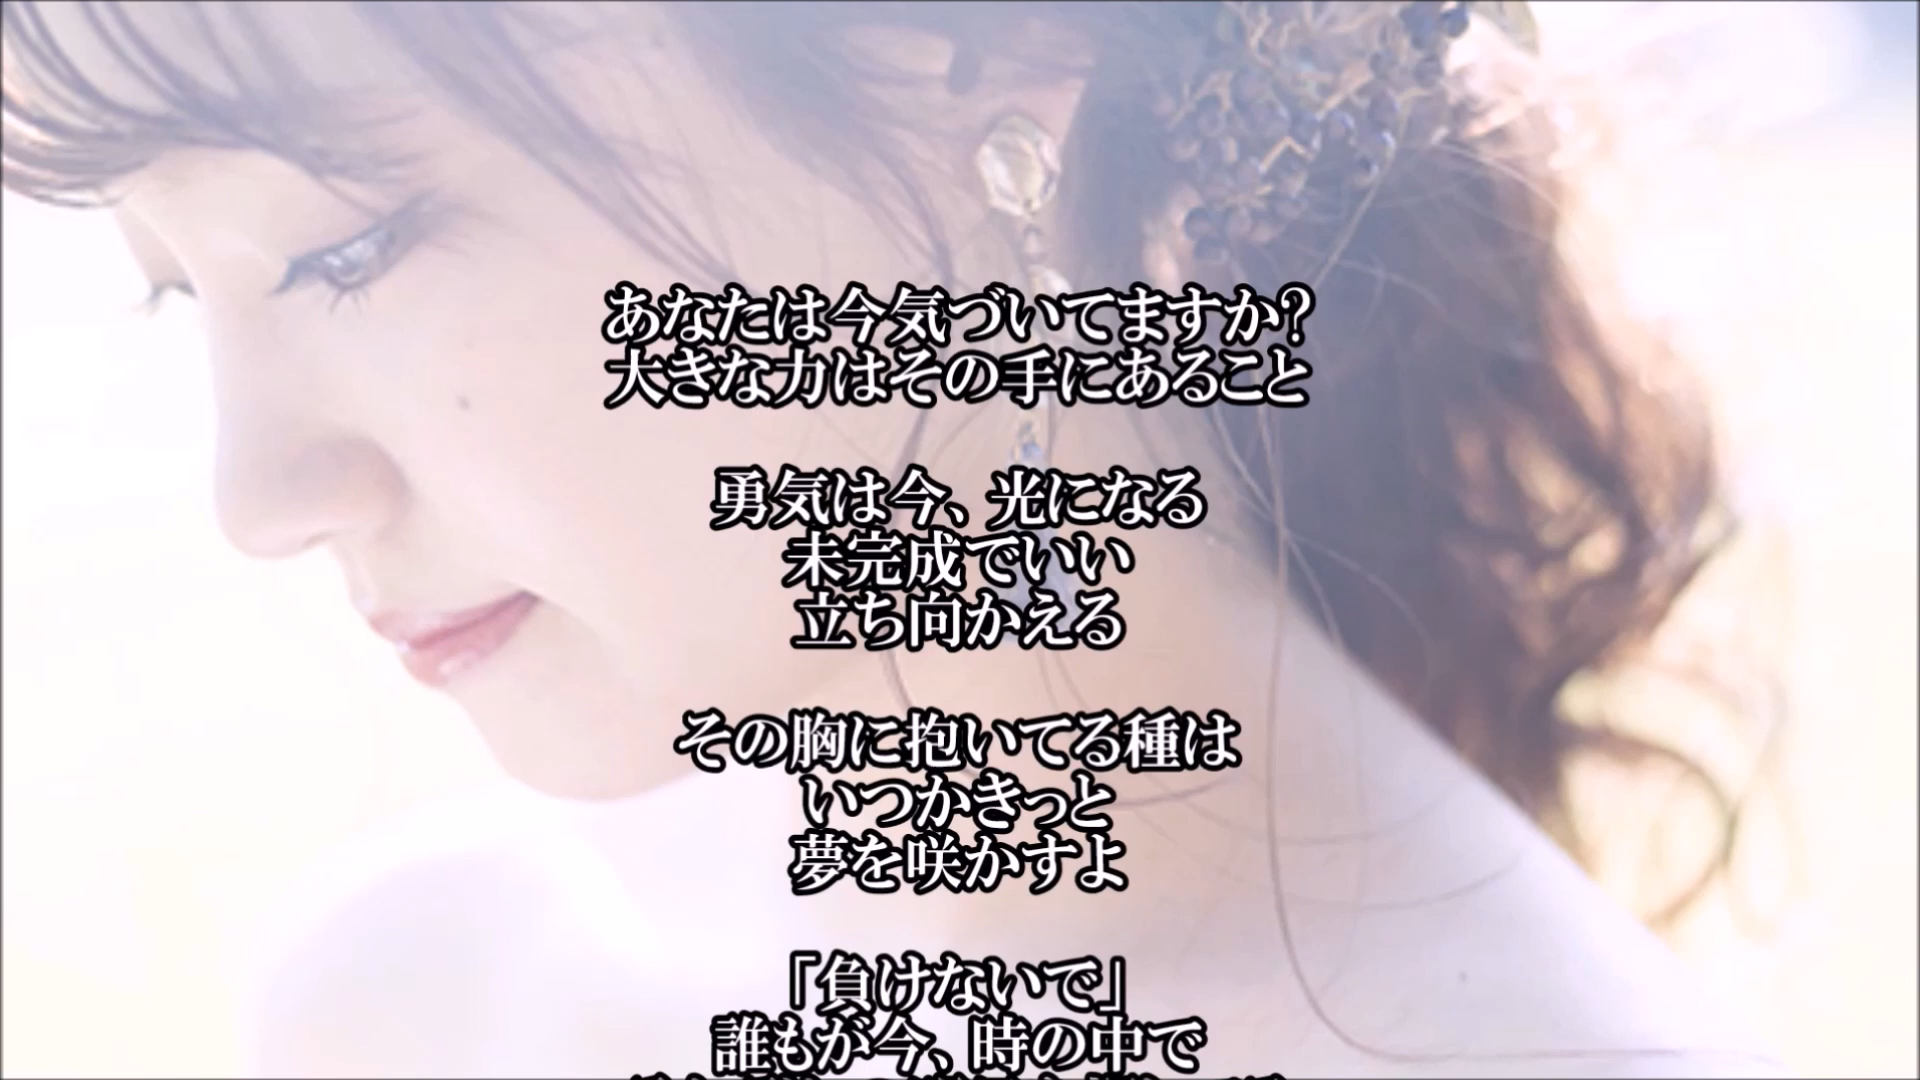 あなたは今気づいてますか?
大きな力はその手にあること
勇気は今、光になる
未完成でいい
立ち向かえる
その胸に抱いてる種は
いつかきっと
夢を咲かすよ
「負けないで」
誰もが今、時の中で